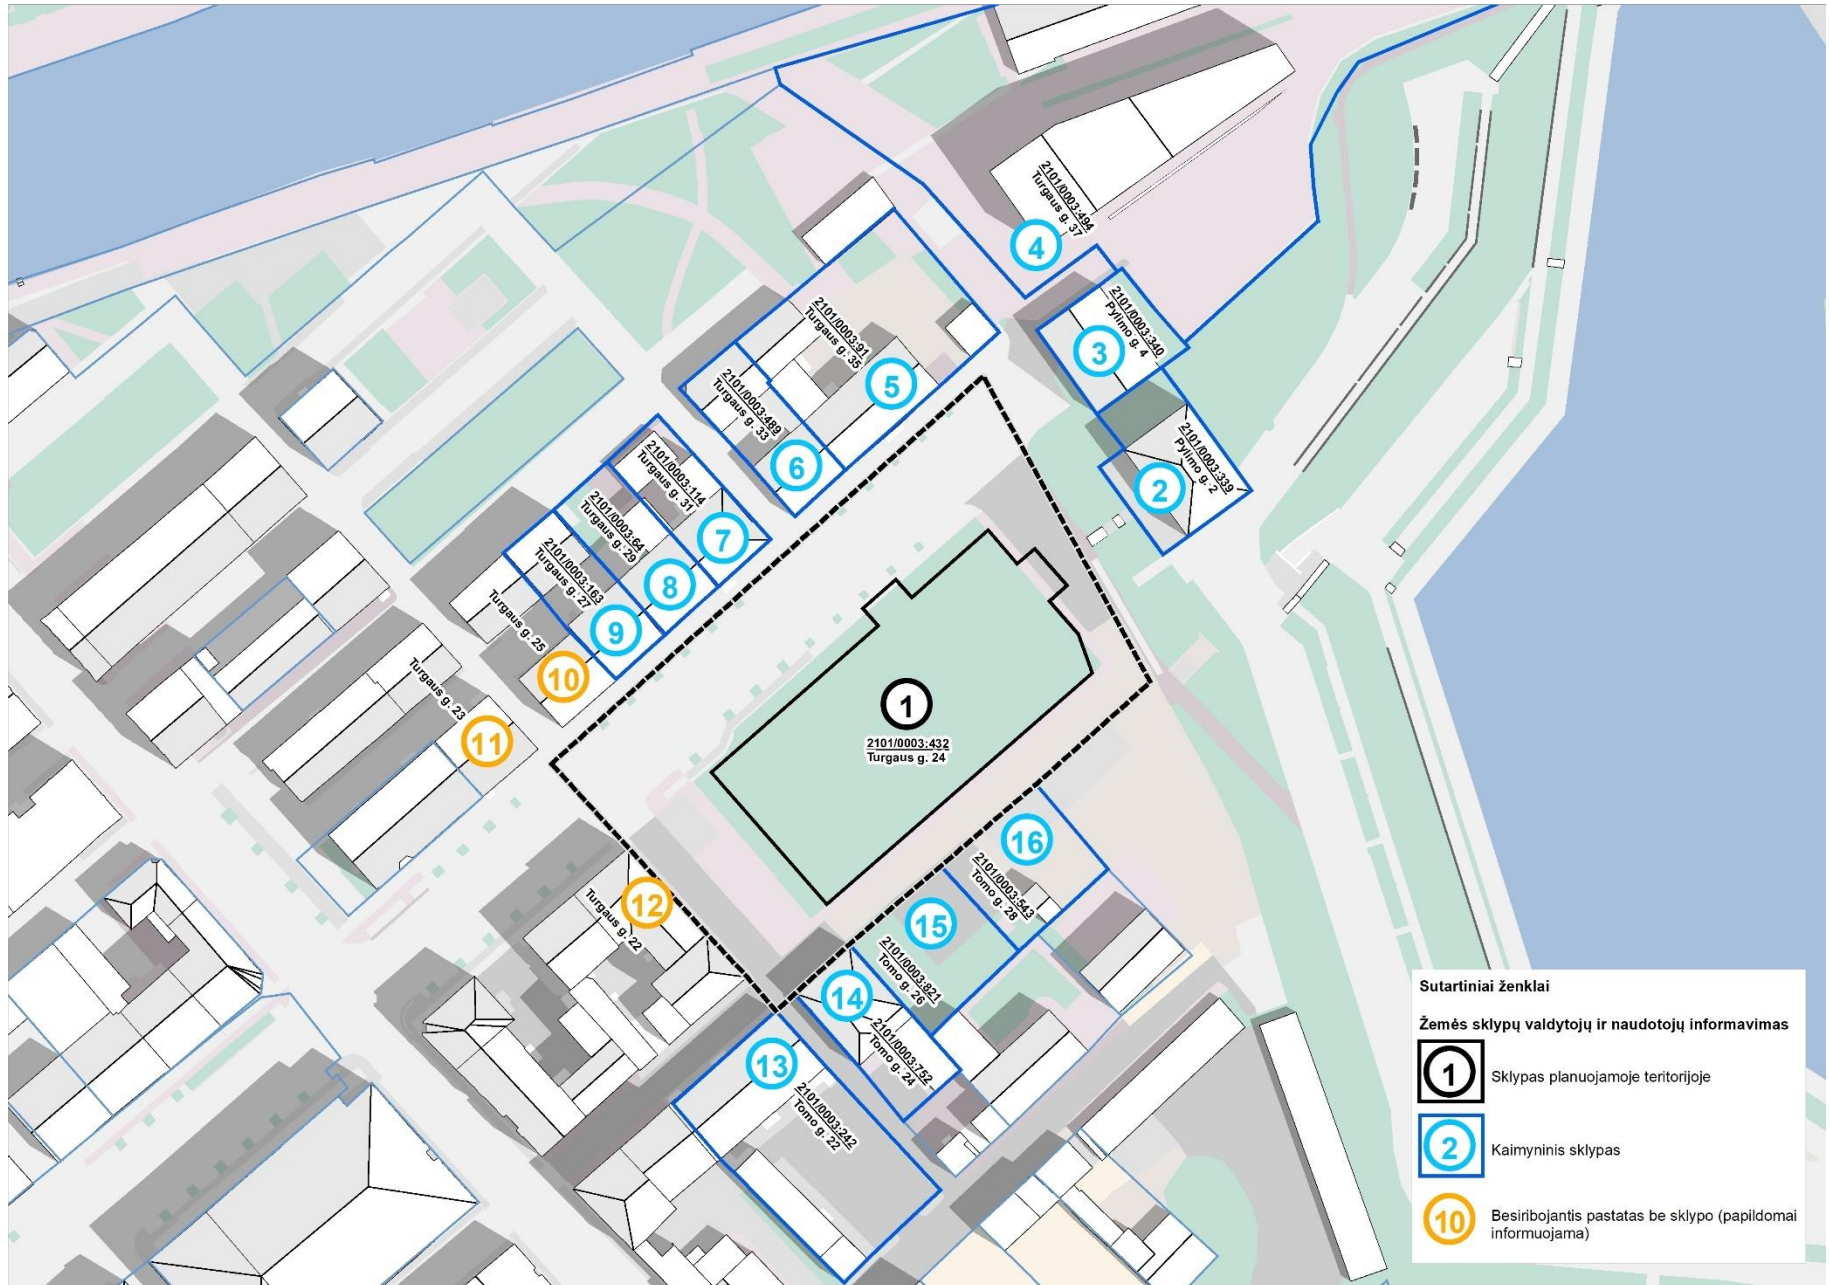 2101/0003:494
Turgaus g. 37
4
2101/0003:340
Pylimo g. 4
3
2101/0003:91
Turgaus g. 35
5
2101/0003:489
Turgaus g. 33
6
2101/0003:339
Pylimo g. 2
2
2101/0003:114
Turgaus g. 31
7
2101/0003:64
Turgaus g. 29
8
2101/0003:163
Turgaus g. 27
9
Turgaus g. 25
10
Turgaus g. 23
11
1
2101/0003:432
Turgaus g. 24
16
2101/0003:543
Tomo g. 28
12
Turgaus g. 22
15
2101/0003:821
Tomo g. 26
14
2101/0003:752
Tomo g. 24
13
2101/0003:242
Tomo g. 22
Sutartiniai ženklai
Žemės sklypų valdytojų ir naudotojų informavimas
1
Sklypas planuojamoje teritorijoje
2
Kaimyninis sklypas
10
Besiribojantis pastatas be sklypo (papildomai
informuojama)